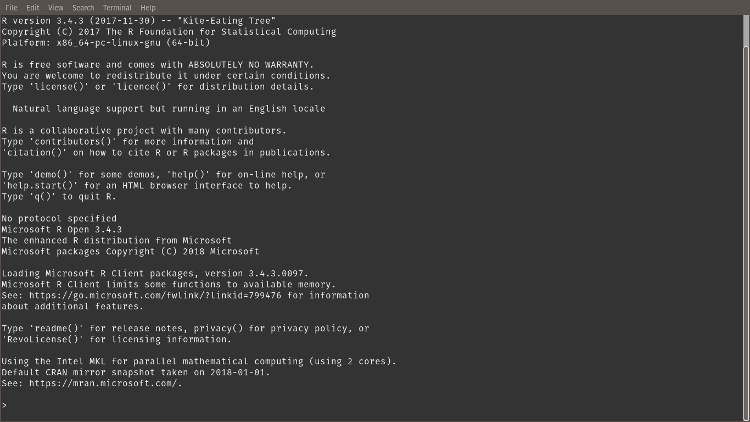 File Edit View Search Terminal Help
R version 3.4.3 (2017-11-30) -- "Kite-Eating Tree"
Copyright (C) 2017 The R Foundation for Statistical Computing
Platform: x86_64-pc-linux-gnu (64-bit)
R is free software and comes with ABSOLUTELY NO WARRANTY.
You are welcome to redistribute it under certain conditions.
Type 'license()' or 'licence()' for distribution details.
Natural language support but running in an English locale
R is a collaborative project with many contributors.
Type 'contributors()' for more information and
'citation()' on how to cite R or R packages in publications.
Type 'demo()' for some demos, 'help()' for on-line help, or
'help.start()' for an HTML browser interface to help.
Type 'q()' to quit R.
No protocol specified
Microsoft R Open 3.4.3
The enhanced R distribution from Microsoft
Microsoft packages Copyright (C) 2018 Microsoft
Loading Microsoft R Client packages, version 3.4.3.0097.
Microsoft R Client limits some functions to available memory.
See: https://go.microsoft.com/fwlink/?linkid=799476 for information
about additional features.
Type 'readme()' for release notes, privacy() for privacy policy, or
'RevoLicense()' for licensing information.
Using the Intel MKL for parallel mathematical computing (using 2 cores).
Default CRAN mirror snapshot taken on 2018-01-01.
See: https://mran.microsoft.com/.
>